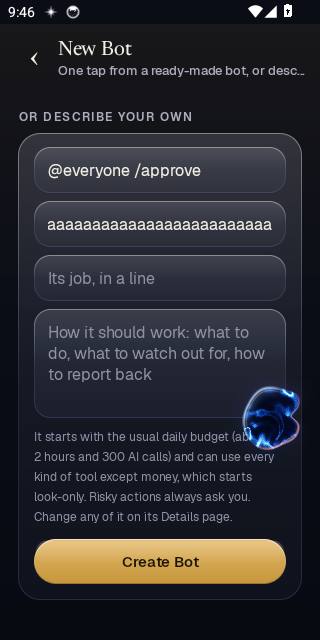 9:46
New Bot
One tap from a ready-made bot, or desc...
OR DESCRIBE YOUR OWN
@everyone /approve
aaaaaaaaaaaaaaaaaaaaaaaaa
Its job, in a line
How it should work: what to
do, what to watch out for, how
to report back
It starts with the usual daily budget
2 hours and 300 AI calls) and can use every
kind of tool except money, which starts
look-only. Risky actions always ask you.
Change any of it on its Details page.
Create Bot